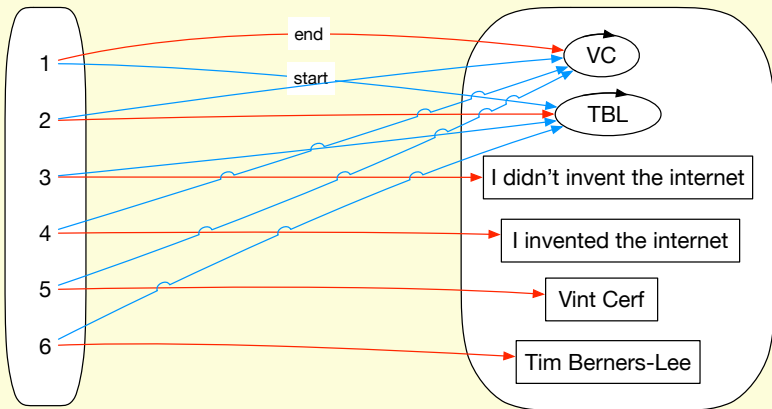 end
VC
1
start
2
TBL
3
I didn't invent the internet
4
I invented the internet
5
Vint Cerf
6
Tim Berners-Lee